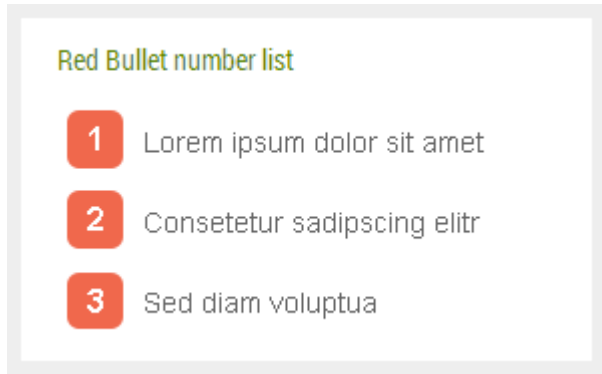 Red Bullet number list
1 Lorem ipsum dolor sit amet
2 Consetetur sadipscing elitr
3 Sed diam voluptua